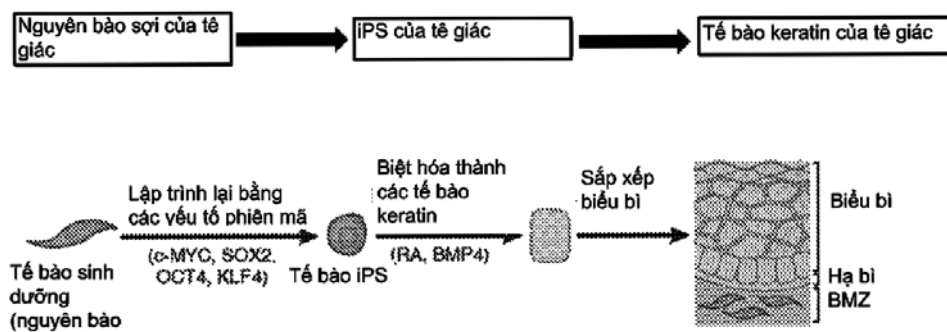 Nguyên bào sợi của tê
giác
iPS của tê giác
Tế bào keratin của tê giác
Lập trình lại bằng
các yếu tố phiên mã
(c-MYC, SOX2,
OCT4, KLF4)
Tế bào sinh
dưỡng
(nguyên bào
Tế bào iPS
Biệt hóa thành
các tế bào
keratin
(RA, BMP4)
Sắp xếp
biểu bì
Biểu bì
Hạ bì
BMZ